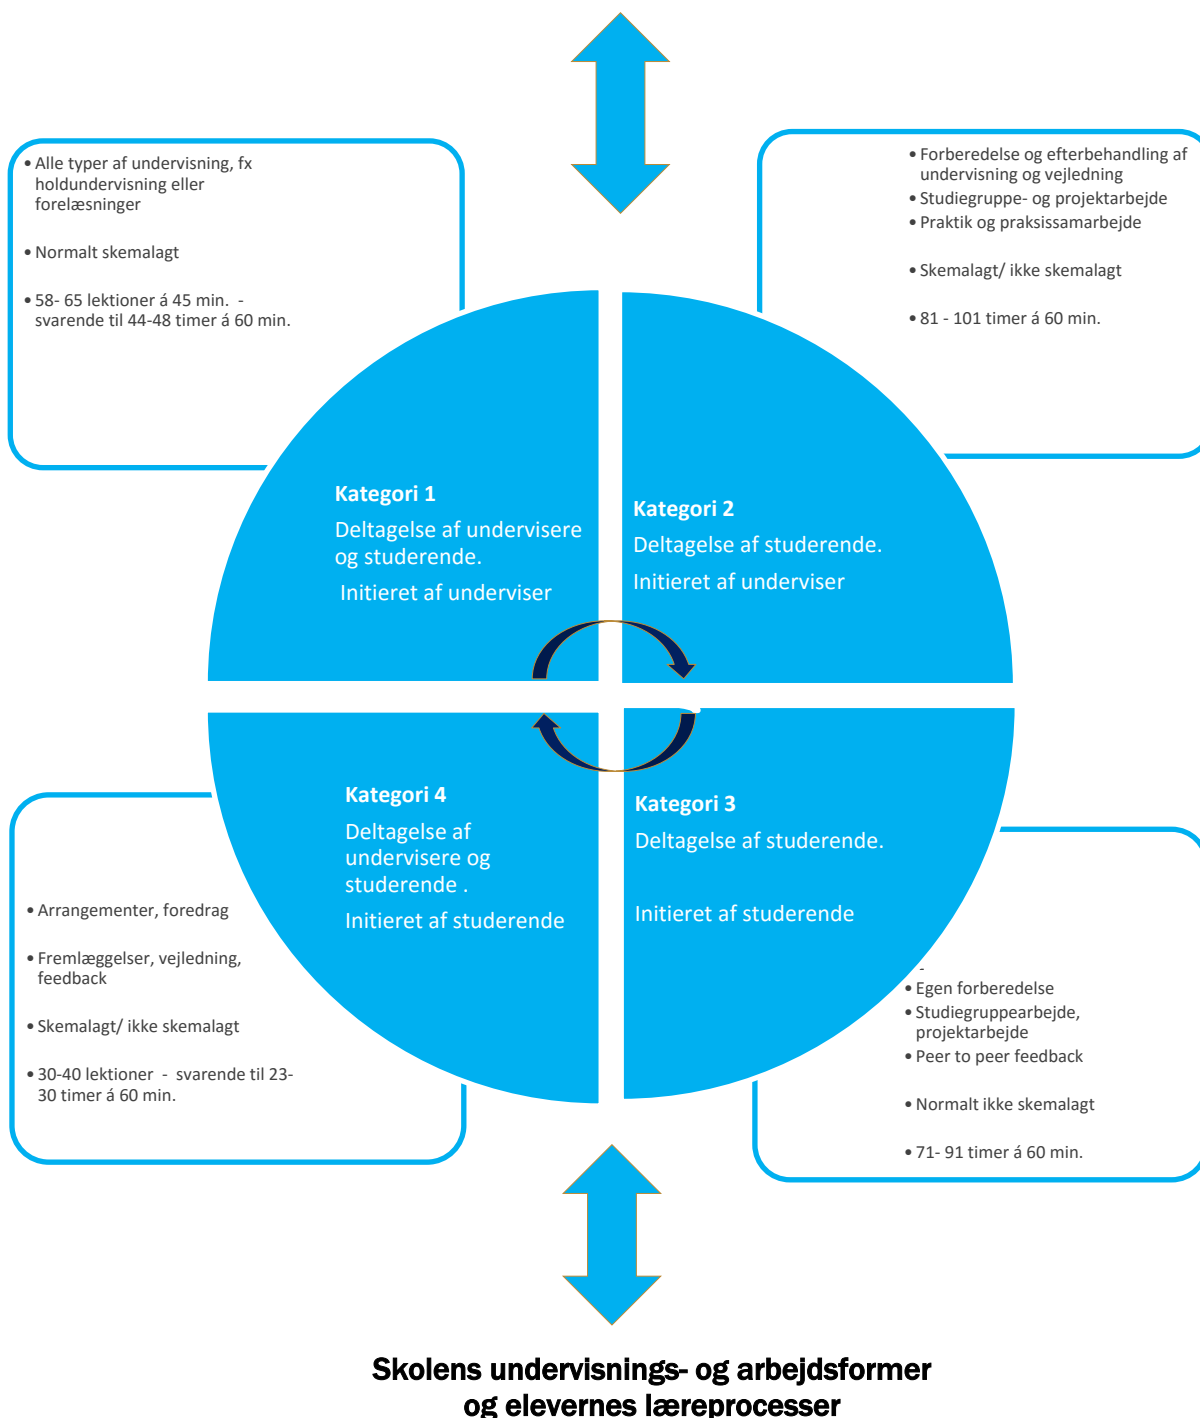 • Alle typer af undervisning, fx
holdundervisning eller
forelæsninger
• Normalt skemalagt
• 58- 65 lektioner á 45 min.  -
svarende til 44-48 timer á 60 min.
• Forberedelse og efterbehandling af
undervisning og vejledning
• Studiegruppe- og projektarbejde
• Praktik og praksissamarbejde
• Skemalagt/ ikke skemalagt
• 81 - 101 timer á 60 min.
Kategori 1
Deltagelse af undervisere
og studerende.
Initieret af underviser
Kategori 2
Deltagelse af studerende.
Initieret af underviser
Kategori 4
Deltagelse af
undervisere og
studerende .
Initieret af studerende
Kategori 3
Deltagelse af studerende.
Initieret af studerende
• Arrangementer, foredrag
• Fremlæggelser, vejledning,
feedback
• Skemalagt/ ikke skemalagt
• 30-40 lektioner  -  svarende til 23-
30 timer á 60 min.
-
• Egen forberedelse
• Studiegruppearbejde,
projektarbejde
• Peer to peer feedback
• Normalt ikke skemalagt
• 71- 91 timer á 60 min.
Skolens undervisnings- og arbejdsformer
og elevernes læreprocesser